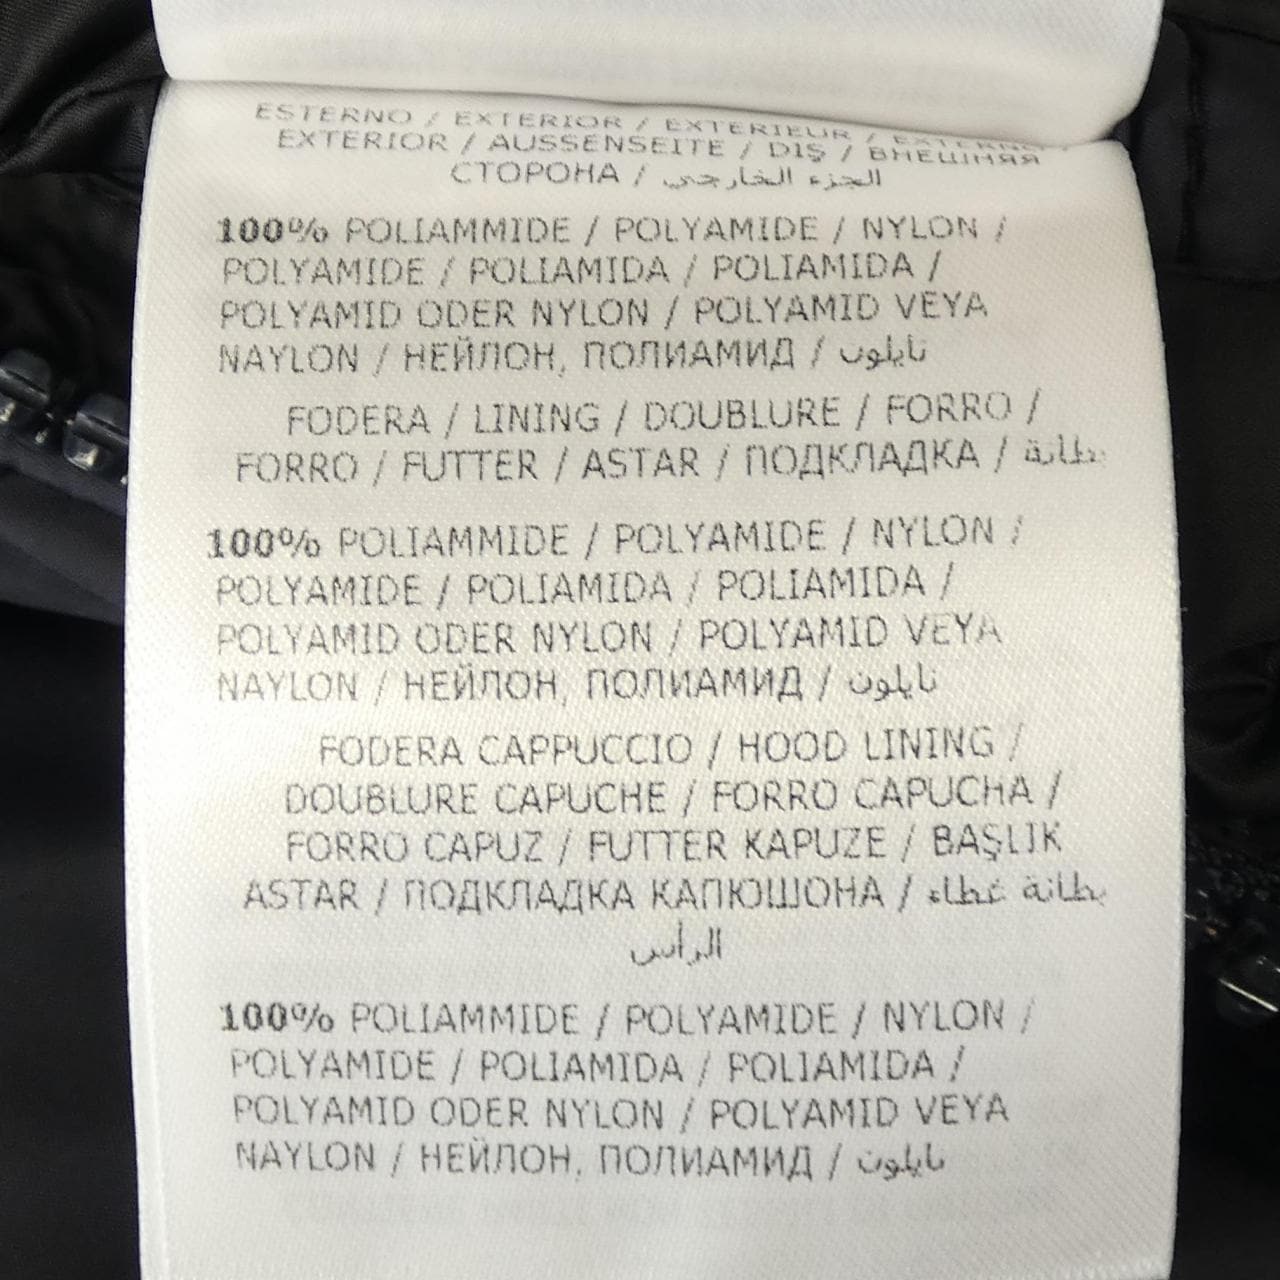 ESTERNO / EXTERIOR / EXTERIEUR / EXTERNO /
EXTERIOR / AUSSENSEITE / DIŞ / ВНЕШНЯЯ
СТОРОНА / الجزء الخارجي
100% POLIAMMIDE / POLYAMIDE / NYLON /
POLYAMIDE / POLIAMIDA / POLIAMIDA /
POLYAMID ODER NYLON / POLYAMID VEYA
NAYLON / НЕЙЛОН, ПОЛИАМИД / نايلون
FODERA / LINING / DOUBLURE / FORRO /
FORRO / FUTTER / ASTAR / ПОДКЛАДКА / بطانة
100% POLIAMMIDE / POLYAMIDE / NYLON /
POLYAMIDE / POLIAMIDA / POLIAMIDA /
POLYAMID ODER NYLON / POLYAMID VEYA
NAYLON / НЕЙЛОН, ПОЛИАМИД / نايلون
FODERA CAPPUCCIO / HOOD LINING /
DOUBLURE CAPUCHE / FORRO CAPUCHA /
FORRO CAPUZ / FUTTER KAPUZE / BAŞLIK
ASTAR / ПОДКЛАДКА КАПЮШОНА / بطانة غطاء
الرأس
100% POLIAMMIDE / POLYAMIDE / NYLON /
POLYAMIDE / POLIAMIDA / POLIAMIDA /
POLYAMID ODER NYLON / POLYAMID VEYA
NAYLON / НЕЙЛОН, ПОЛИАМИД / نايلون